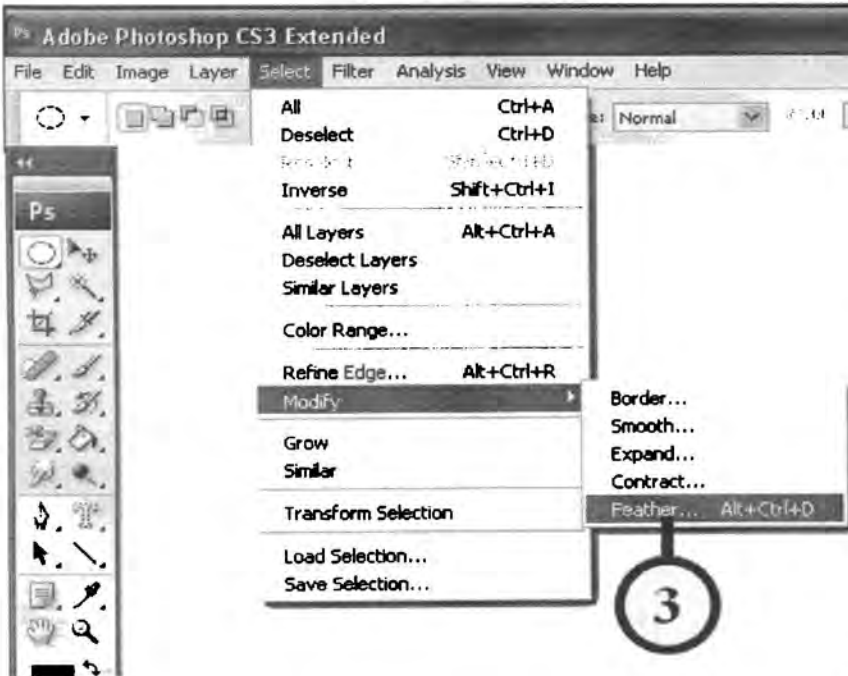 Ps Adobe Photoshop CS3 Extended
File Edit Image Layer Select Filter Analysis View Window Help
Normal
All Ctrl+A
Deselect Ctrl+D
Inverse Shift+Ctrl+I
Ps
All Layers Alt+Ctrl+A
Deselect Layers
Similar Layers
Color Range...
Refine Edge... Alt+Ctrl+R
Modify
Border...
Smooth...
Expand...
Contract...
Feather... Alt+Ctrl+D
Grow
Similar
Transform Selection
Load Selection...
Save Selection...
3